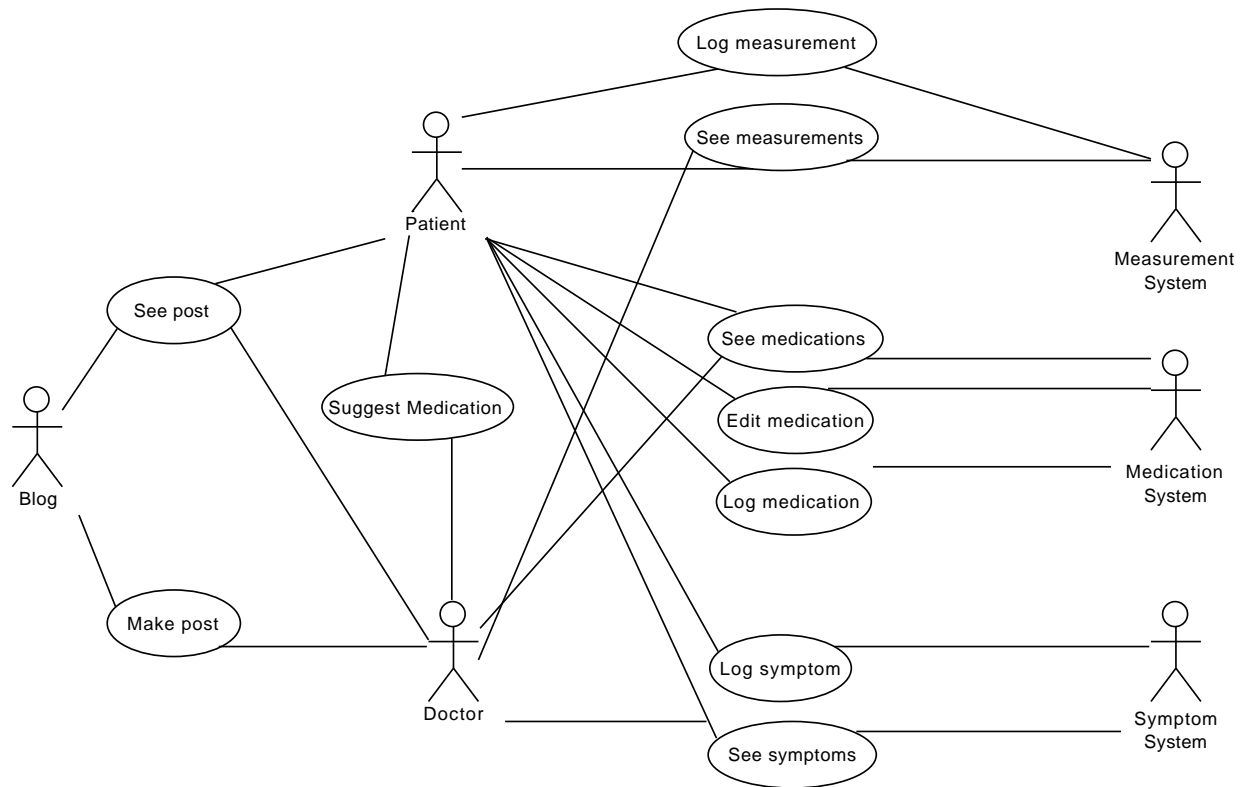 Log measurement
See measurements
Patient
Measurement
System
See post
See medications
Suggest Medication
Edit medication
Medication
System
Blog
Log medication
Make post
Log symptom
Doctor
Symptom
System
See symptoms